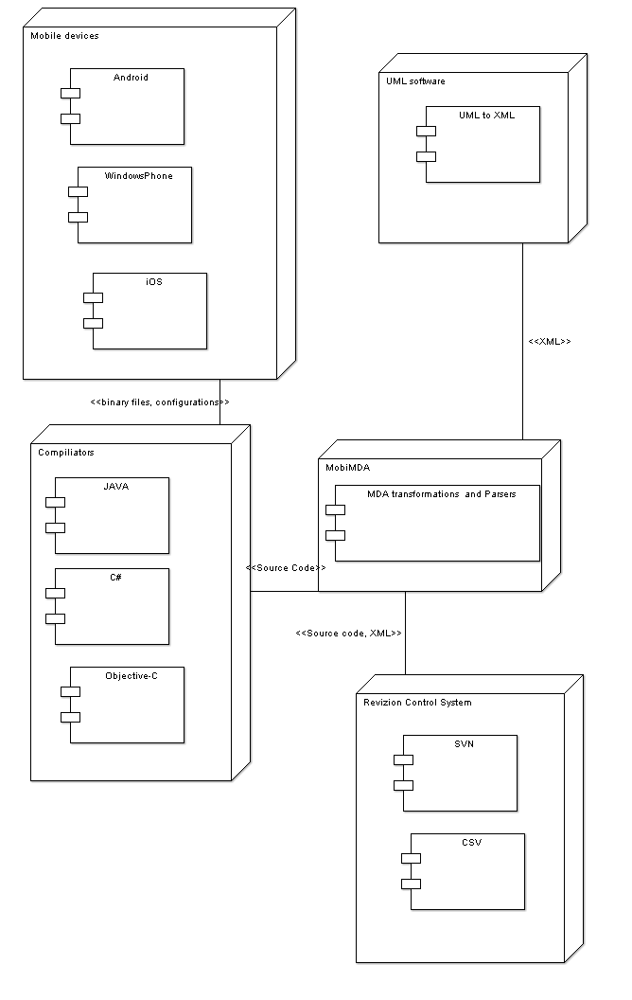 Mobile devices
Android
WindowsPhone
iOS
UML software
UML to XML
<<XML>>
<<binary files, configurations>>
Compiliators
JAVA
C#
Objective-C
MobiMDA
MDA transformations and Parsers
<<Source Code>>
<<Source code, XML>>
Revizion Control System
SVN
CSV